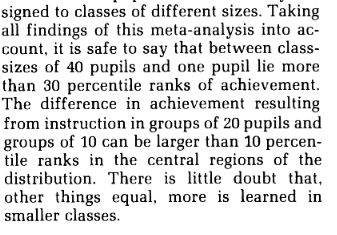 signed to classes of different sizes. Taking
all findings of this meta-analysis into ac-
count, it is safe to say that between class-
sizes of 40 pupils and one pupil lie more
than 30 percentile ranks of achievement.
The difference in achievement resulting
from instruction in groups of 20 pupils and
groups of 10 can be larger than 10 percen-
tile ranks in the central regions of the
distribution. There is little doubt that,
other things equal, more is learned in
smaller classes.